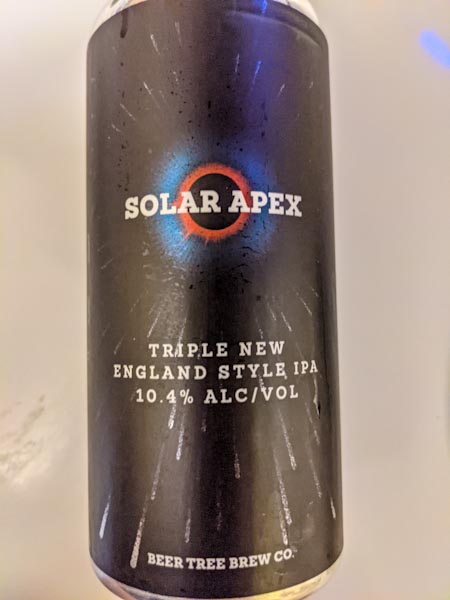 SOLAR APEX
TRIPLE NEW
ENGLAND STYLE IPA
10.4% ALC/VOL
BEER TREE BREW CO.